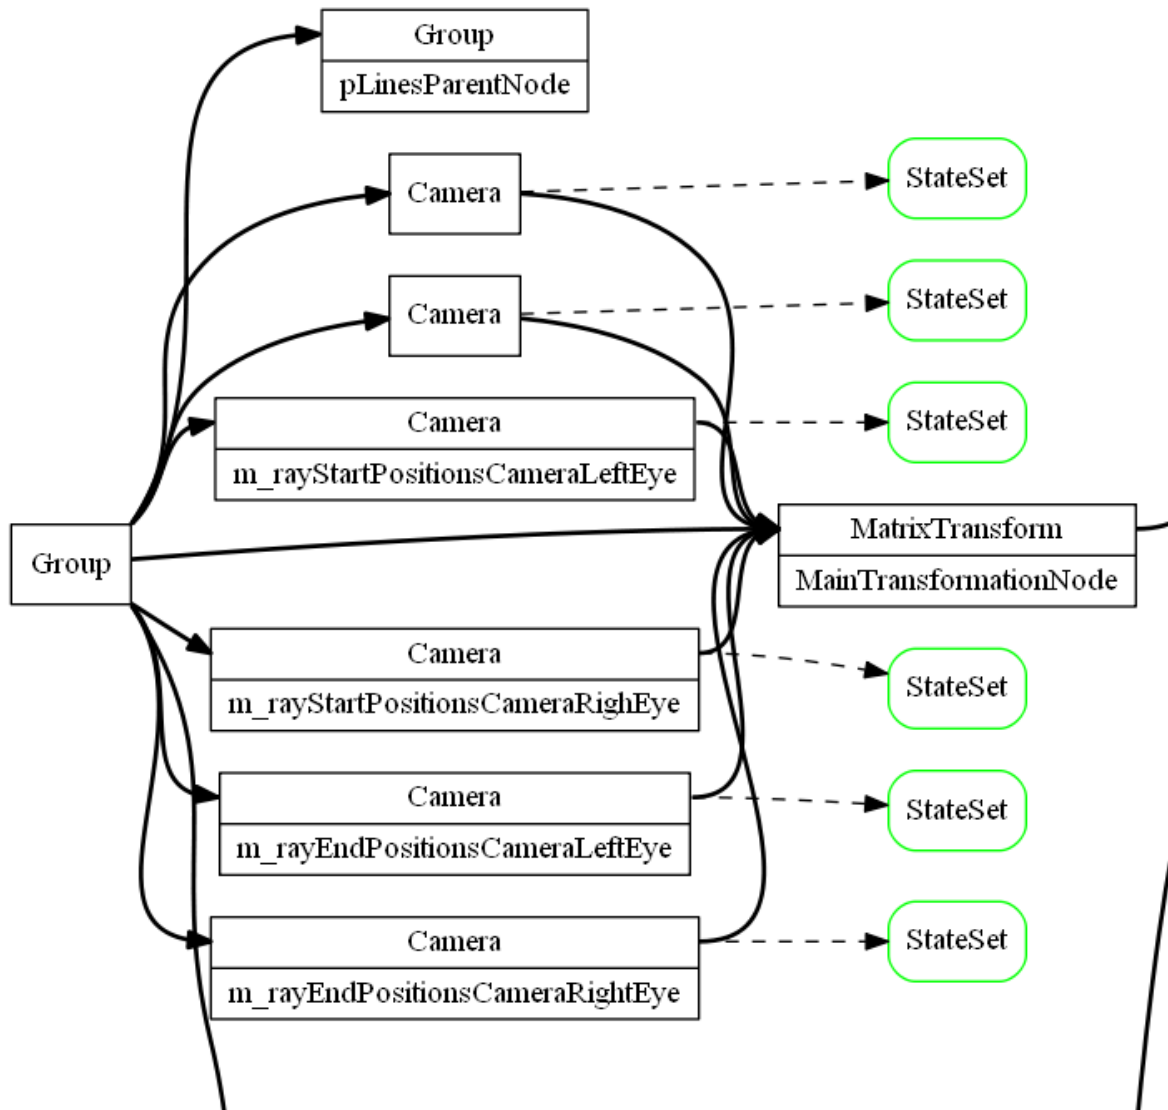 Group
pLinesParentNode
Camera
StateSet
Camera
StateSet
Camera
m_rayStartPositionsCameraLeftEye
StateSet
Group
MatrixTransform
MainTransformationNode
Camera
m_rayStartPositionsCameraRighEye
StateSet
Camera
m_rayEndPositionsCameraLeftEye
StateSet
Camera
m_rayEndPositionsCameraRightEye
StateSet